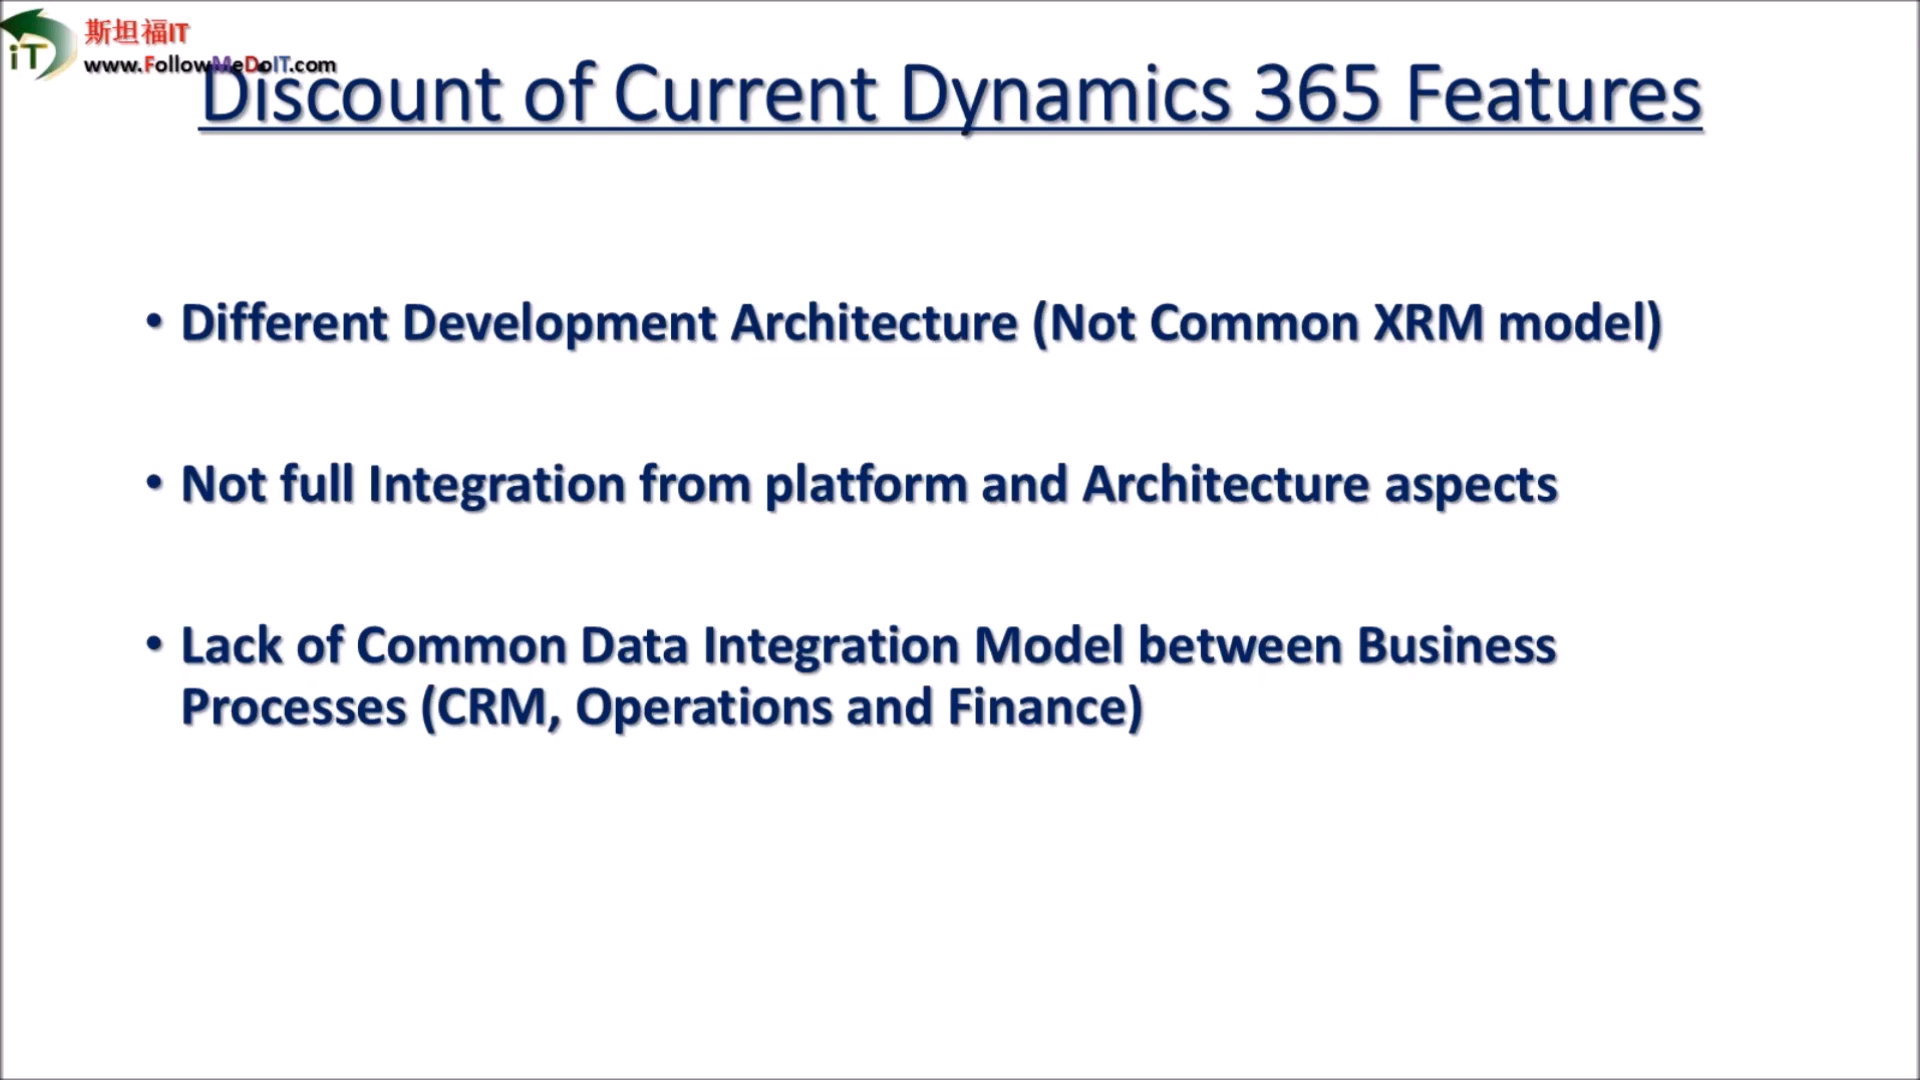 iT
斯坦福IT
www.FollowMeDoIT.com
Discount of Current Dynamics 365 Features
• Different Development Architecture (Not Common XRM model)
• Not full Integration from platform and Architecture aspects
• Lack of Common Data Integration Model between Business
Processes (CRM, Operations and Finance)